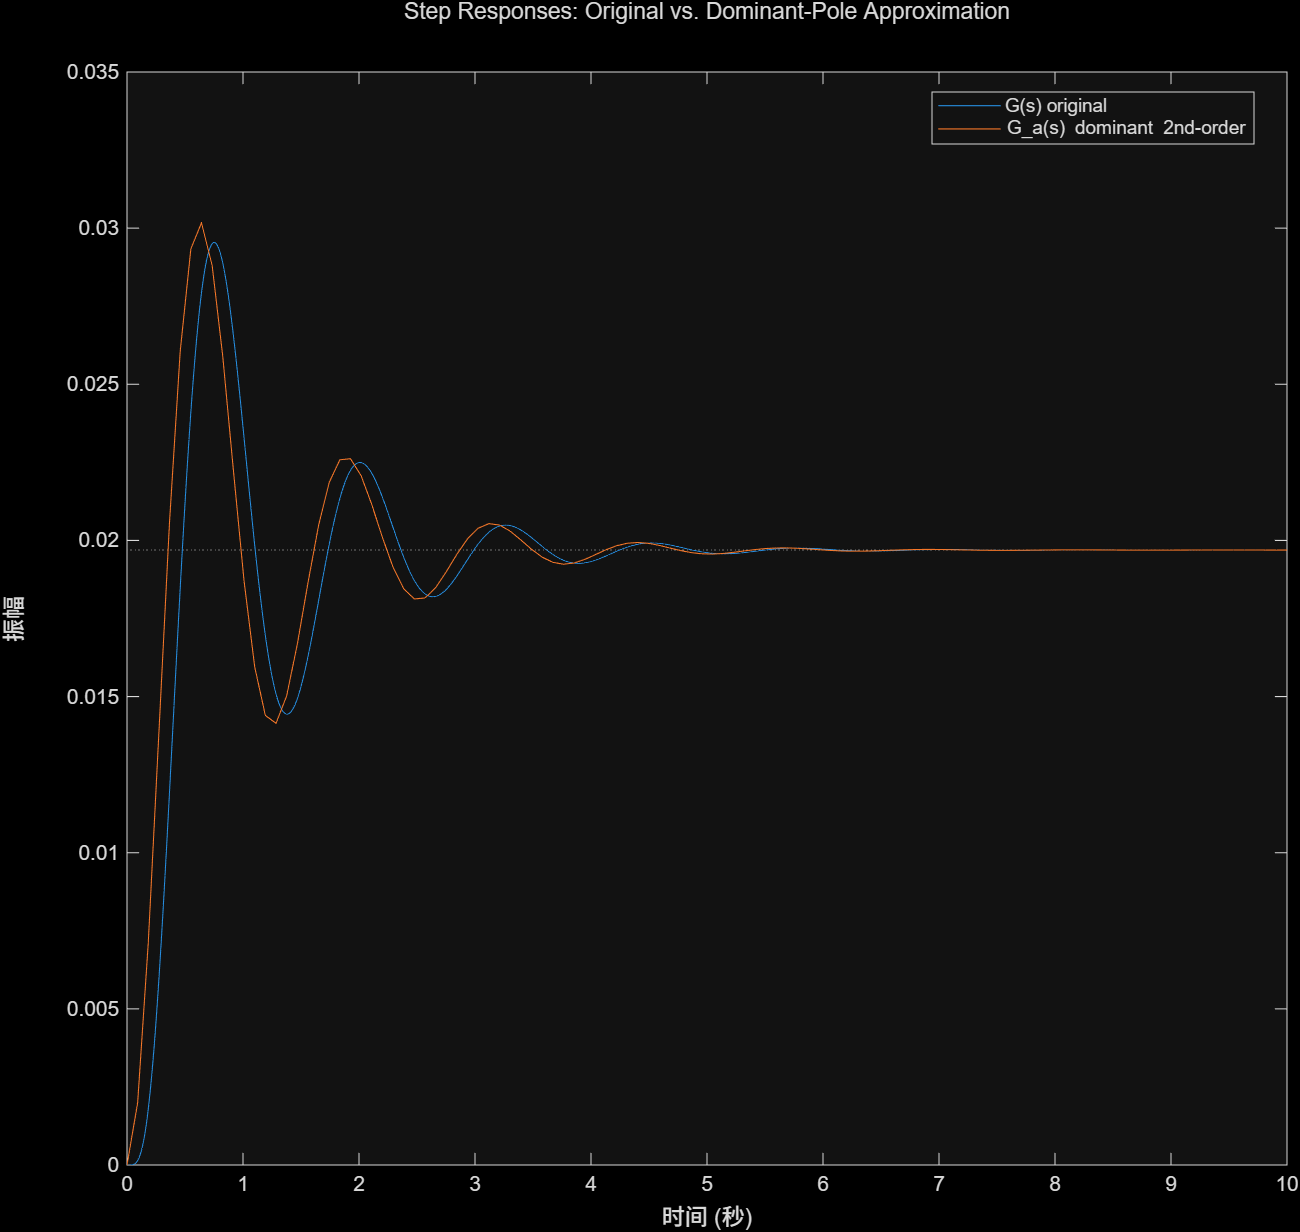 Step Responses: Original vs. Dominant-Pole Approximation
G(s) original
G_a(s)  dominant  2nd-order
0.035
0.03
0.025
0.02
0.015
0.01
0.005
0
振幅
0 1 2 3 4 5 6 7 8 9 10
时间 (秒)